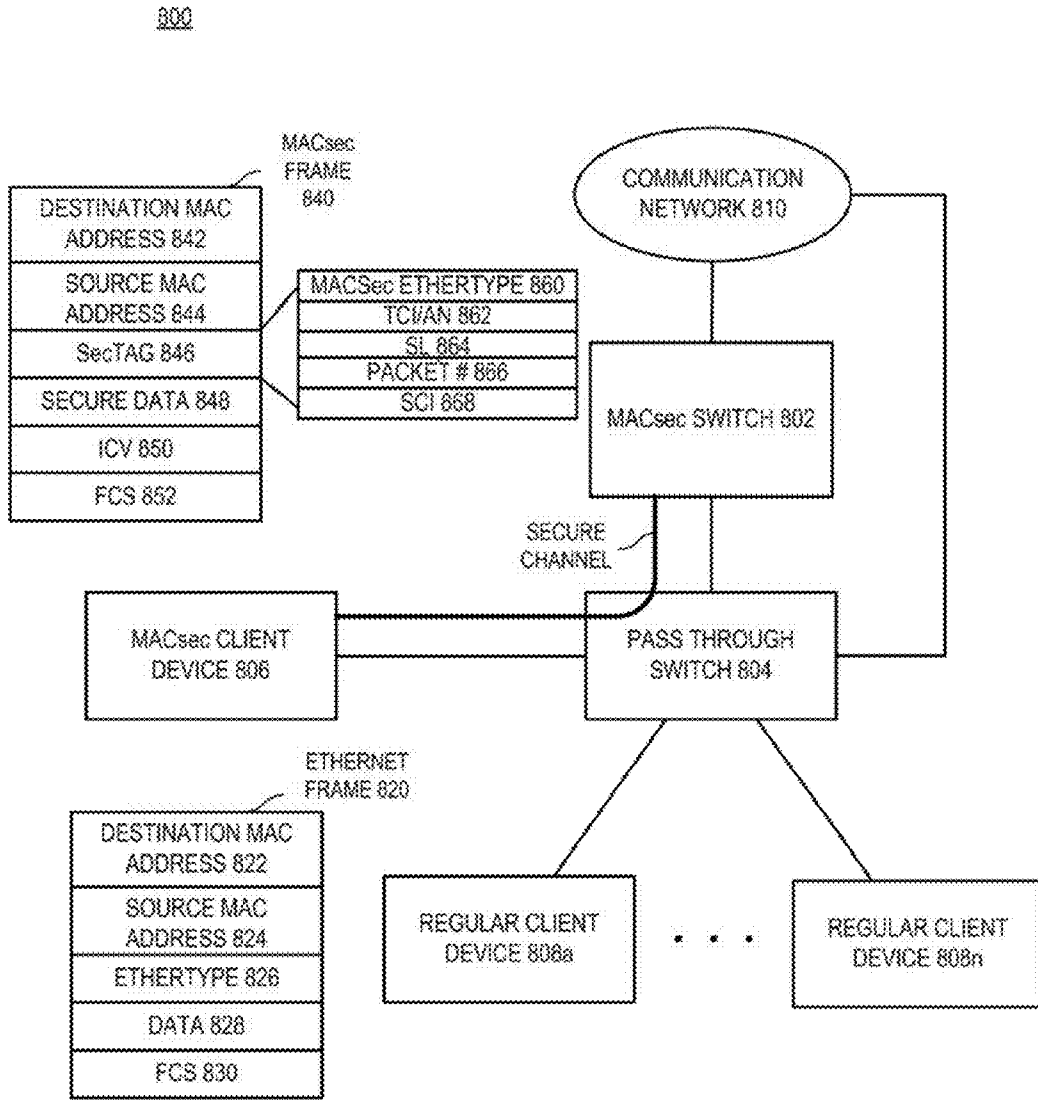 800
MACsec
FRAME
840
DESTINATION MAC
ADDRESS 842
SOURCE MAC
ADDRESS 844
SecTAG 846
SECURE DATA 848
ICV 850
FCS 852
MACSec ETHERTYPE 860
TCI/AN 862
SL 864
PACKET # 866
SCI 868
COMMUNICATION
NETWORK 810
MACsec SWITCH 802
SECURE
CHANNEL
MACsec CLIENT
DEVICE 806
PASS THROUGH
SWITCH 804
ETHERNET
FRAME 820
DESTINATION MAC
ADDRESS 822
SOURCE MAC
ADDRESS 824
ETHERTYPE 826
DATA 828
FCS 830
REGULAR CLIENT
DEVICE 808a
. . .
REGULAR CLIENT
DEVICE 808n